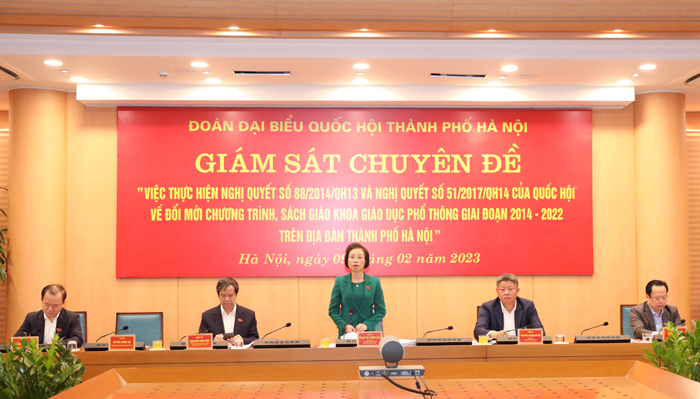 ĐOÀN ĐẠI BIỂU QUỐC HỘI THÀNH PHỐ HÀ NỘI
GIÁM SÁT CHUYÊN ĐỀ
"VIỆC THỰC HIỆN NGHỊ QUYẾT SỐ 88/2014/QH13 VÀ NGHỊ QUYẾT SỐ 51/2017/QH14 CỦA QUỐC HỘI
VỀ ĐỔI MỚI CHƯƠNG TRÌNH, SÁCH GIÁO KHOA GIÁO DỤC PHỔ THÔNG GIAI ĐOẠN 2014 - 2022
TRÊN ĐỊA BÀN THÀNH PHỐ HÀ NỘI"
Hà Nội, ngày 02 năm 2023